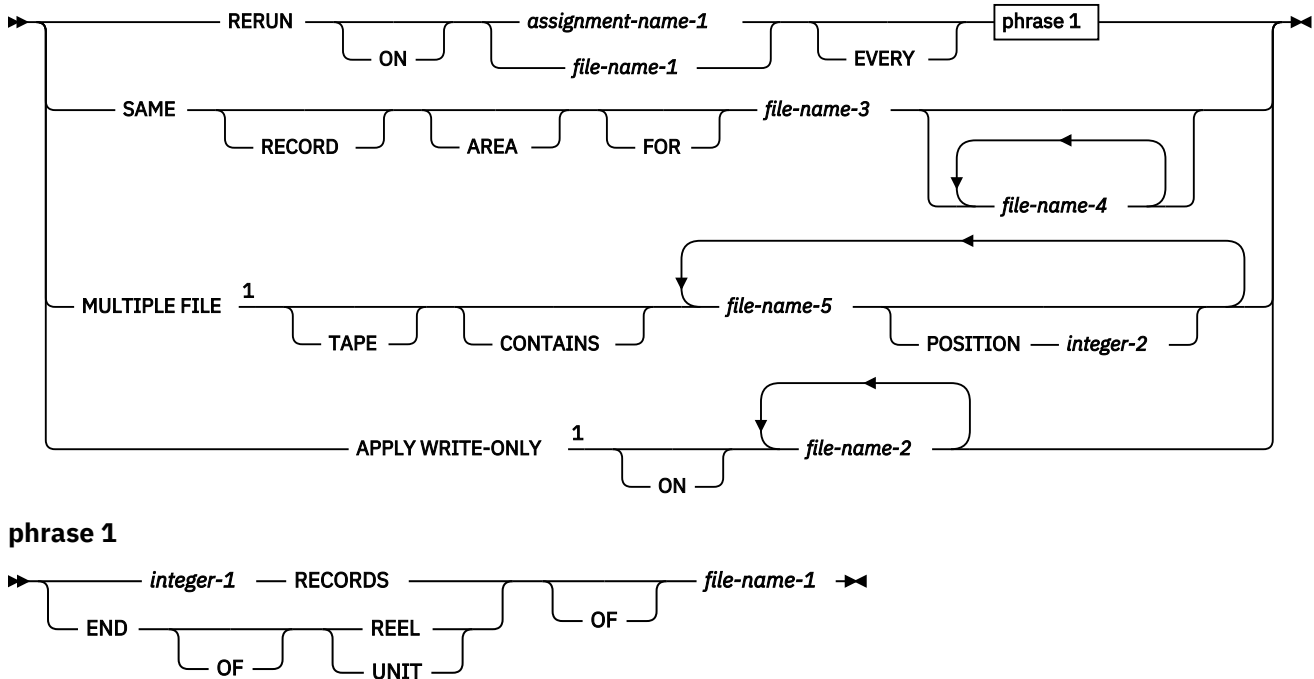 RERUN assignment-name-1 phrase 1
ON EVERY
file-name-1
SAME file-name-3
RECORD AREA FOR
file-name-4
MULTIPLE FILE 1 file-name-5
TAPE CONTAINS POSITION integer-2
APPLY WRITE-ONLY 1 file-name-2
ON
phrase 1
integer-1 RECORDS file-name-1
END REEL OF
OF UNIT